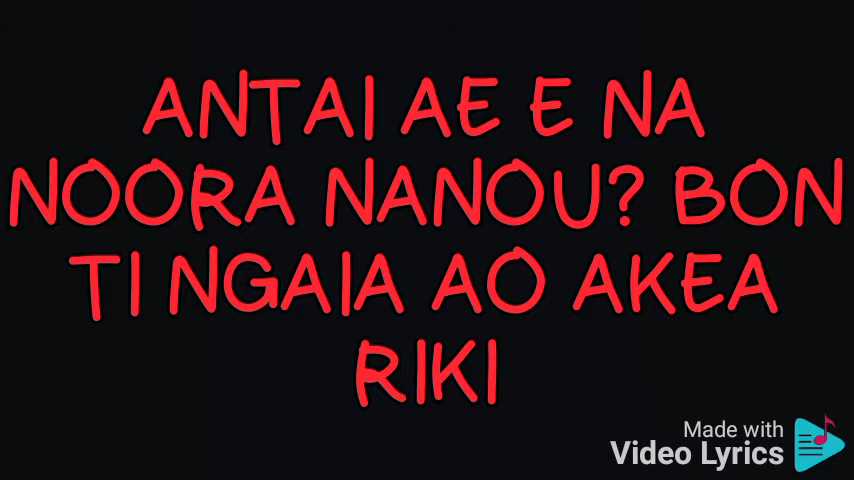 ANTAI AE E NA
NOORA NANOU? BON
TI NGAIA AO AKEA
RIKI
Made with
Video Lyrics